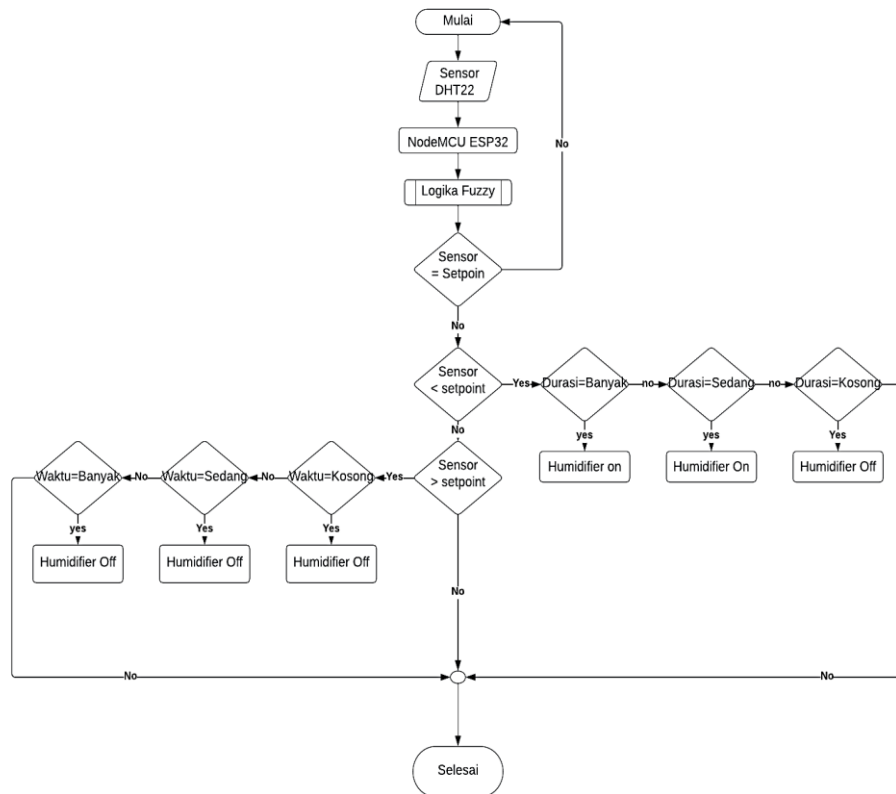 Mulai
Sensor
DHT22
NodeMCU ESP32
No
Logika Fuzzy
Sensor
= Setpoin
No
Sensor
< setpoint
Yes
Durasi=Banyak
no
Durasi=Sedang
no
Durasi=Kosong
No
yes
yes
Yes
Humidifier on
Humidifier On
Humidifier Off
Waktu=Banyak
No
Waktu=Sedang
No
Waktu=Kosong
Yes
Sensor
> setpoint
yes
Yes
Yes
Humidifier Off
Humidifier Off
Humidifier Off
No
No
No
Selesai